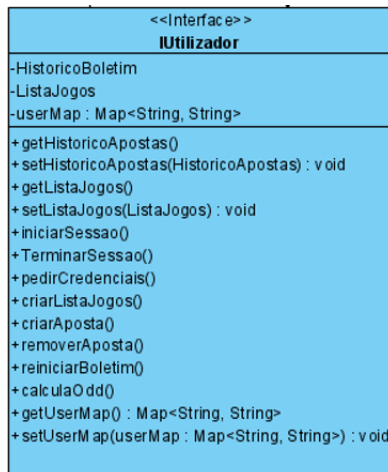 <<Interface>>
IUtilizador
-HistoricoBoletim
-ListaJogos
-userMap : Map<String, String>
+getHistoricoApostas()
+setHistoricoApostas(HistoricoApostas) : void
+getListaJogos()
+setListaJogos(ListaJogos) : void
+iniciarSessao()
+TerminarSessao()
+pedirCredenciais()
+criarListaJogos()
+criarAposta()
+removerAposta()
+reiniciarBoletim()
+calculaOdd()
+getUserMap() : Map<String, String>
+setUserMap(userMap : Map<String, String>) : void